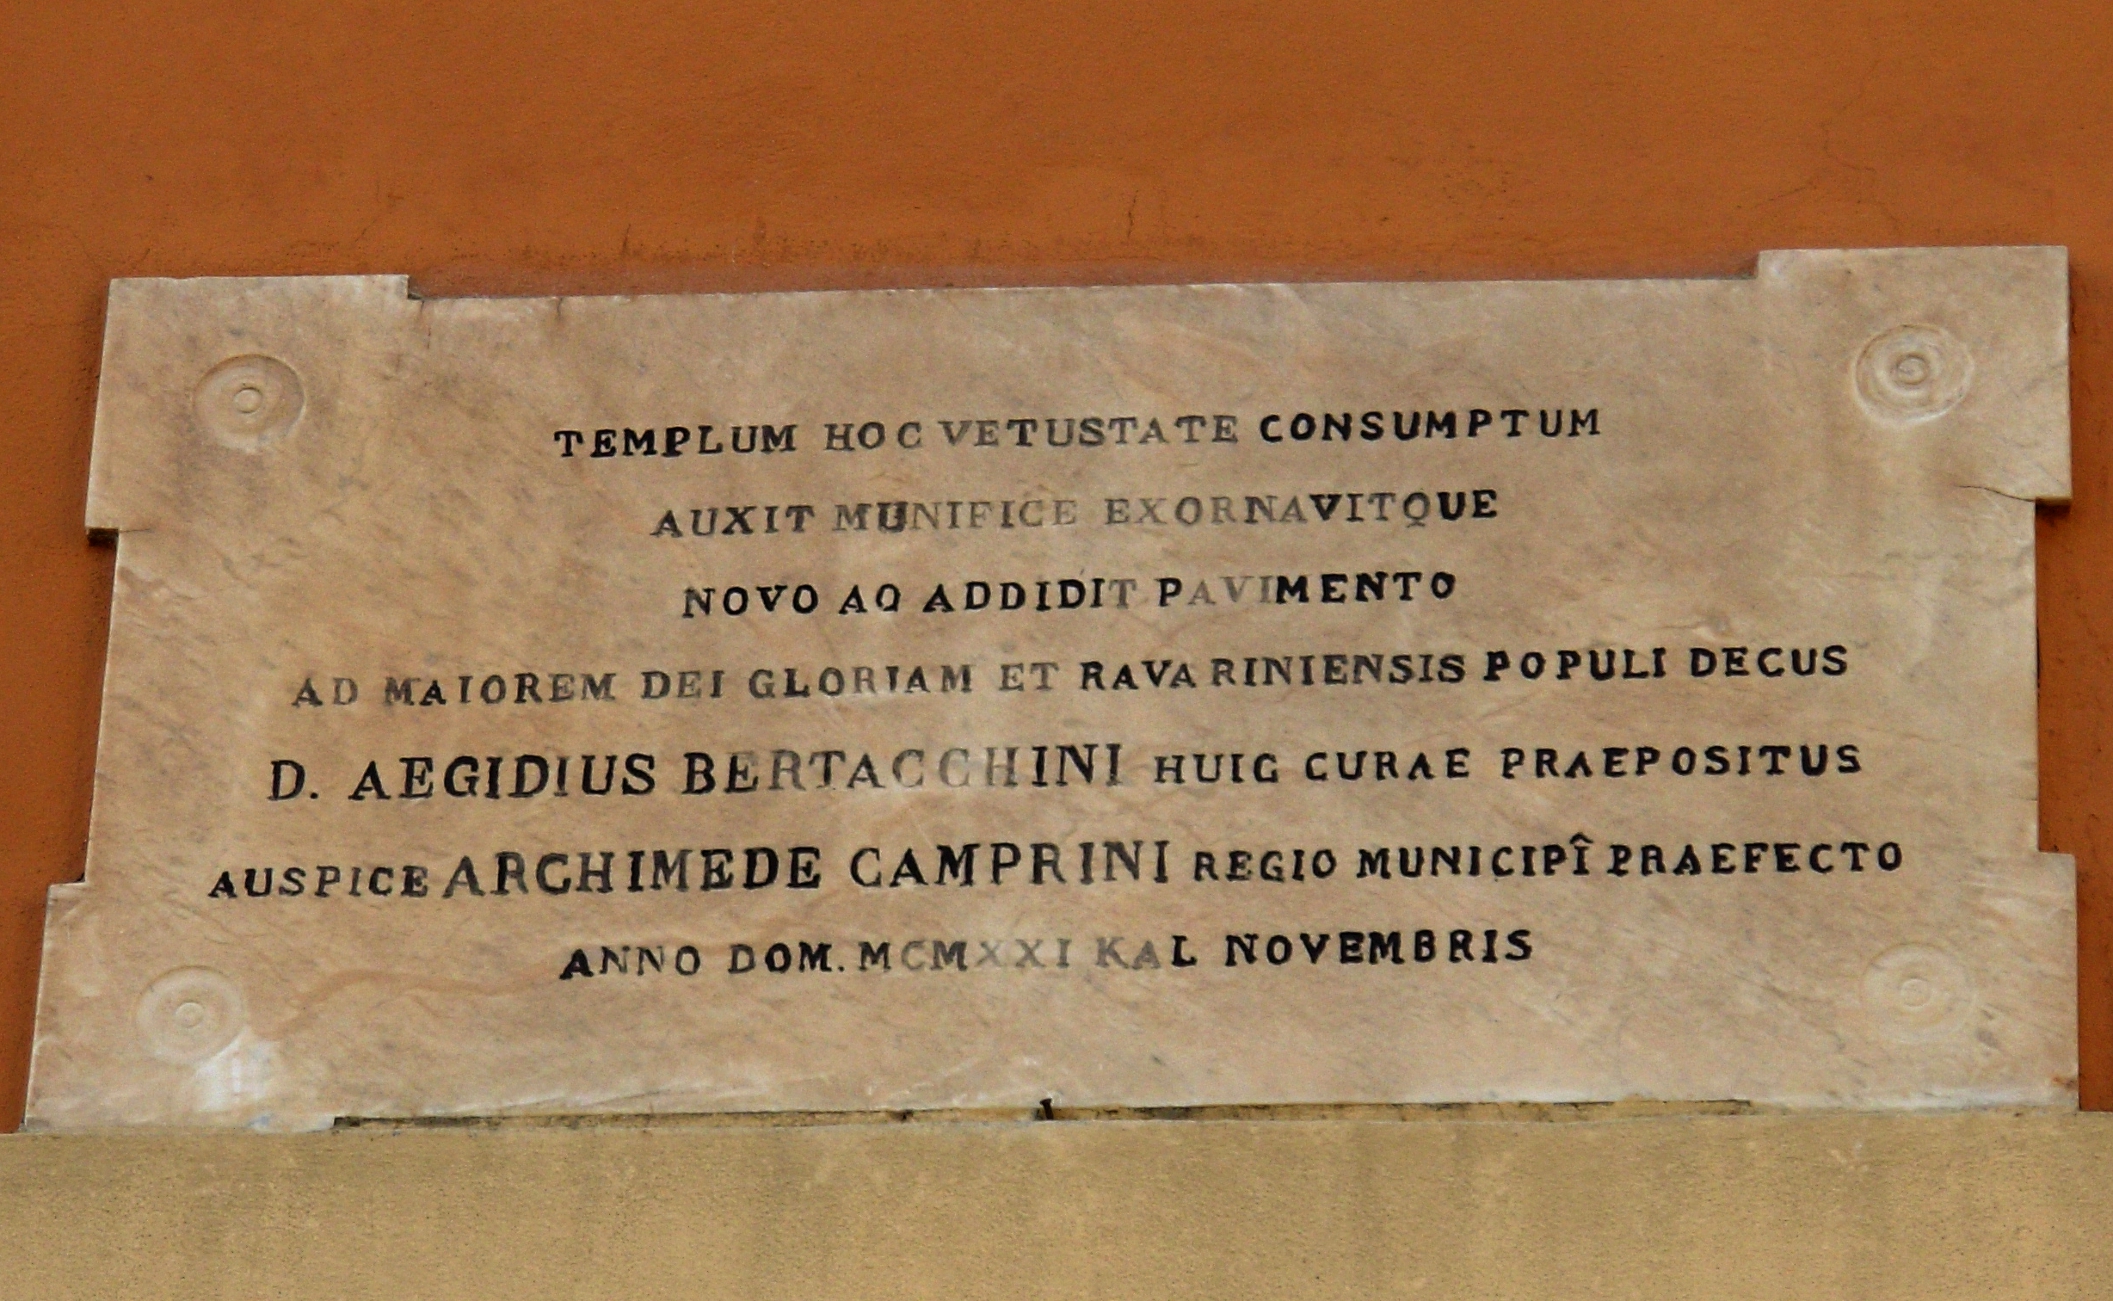 TEMPLUM HOC VETUSTATE CONSUMPTUM
AUXIT MUNIFICE EXORNAVITQUE
NOVO AQ ADDIDIT PAVIMENTO
AD MAIOREM DEI GLORIAM ET RAVARINIENSIS POPULI DECUS
D. AEGIDIUS BERTACCHINI HUIC CURAE PRAEPOSITUS
AUSPICE ARCHIMEDE CAMPRINI REGIO MUNICIPÎ PRAEFECTO
ANNO DOM. MCMXXI KAL NOVEMBRIS